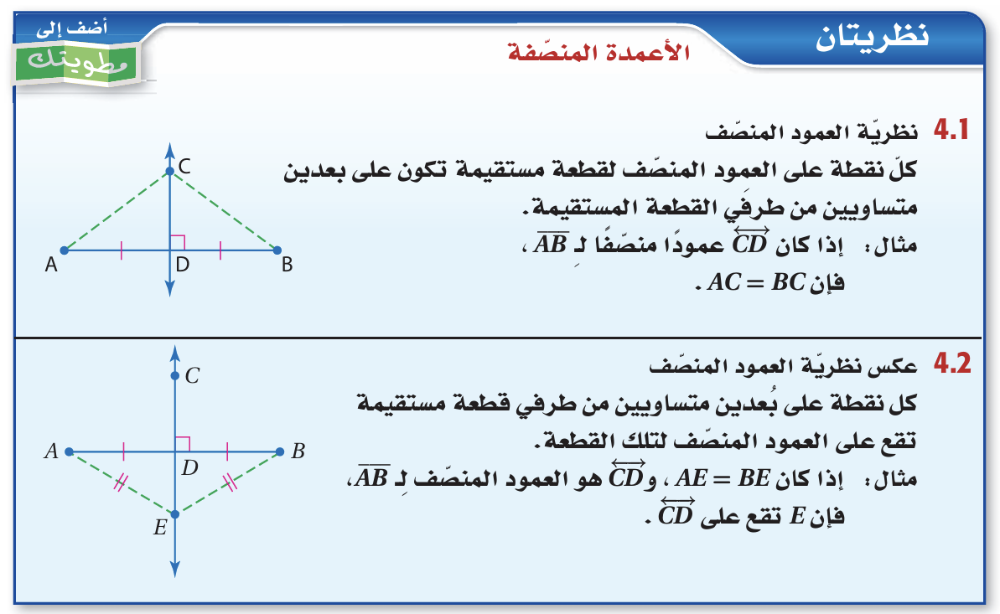 نظريتان
أضف إلى
مطويتك
الأعمدة المنصّفة
4.1 نظريّة العمود المنصّف
كلّ نقطة على العمود المنصّف لقطعة مستقيمة تكون على بعدين
متساويين من طرفَي القطعة المستقيمة.
مثال: إذا كان CD عمودًا منصّفًا لـِ AB ،
فإن AC = BC .
C
A
D
B
4.2 عكس نظريّة العمود المنصّف
كل نقطة على بُعدين متساويين من طرفي قطعة مستقيمة
تقع على العمود المنصّف لتلك القطعة.
مثال: إذا كان AE = BE ، وCD هو العمود المنصّف لِـ AB،
فإن E تقع على CD .
C
A
B
D
E